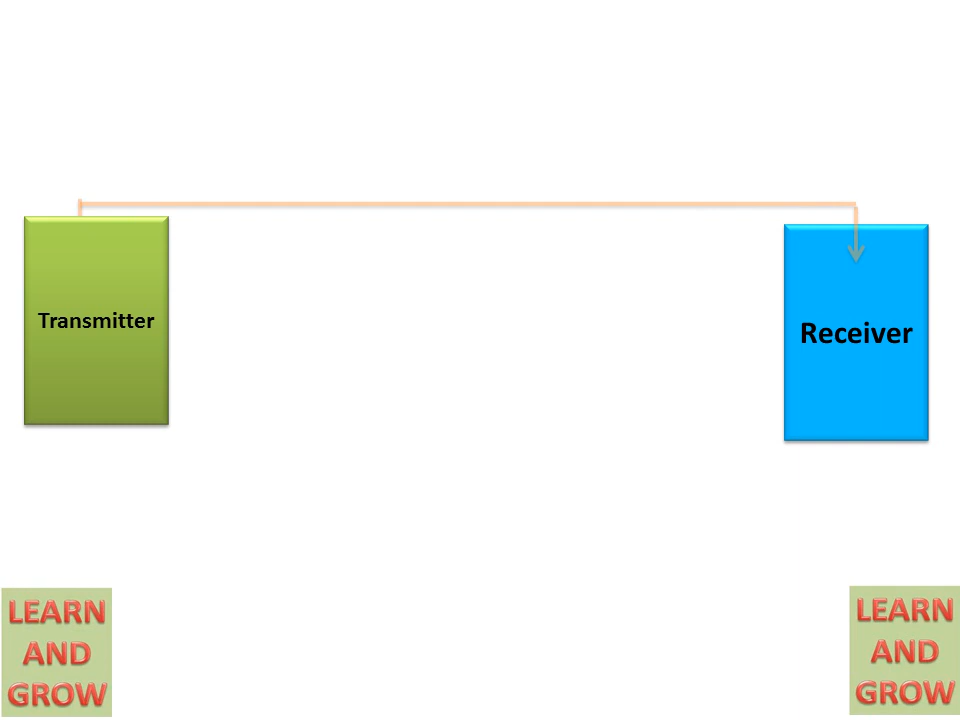 Transmitter
Receiver
LEARN
AND
GROW
LEARN
AND
GROW